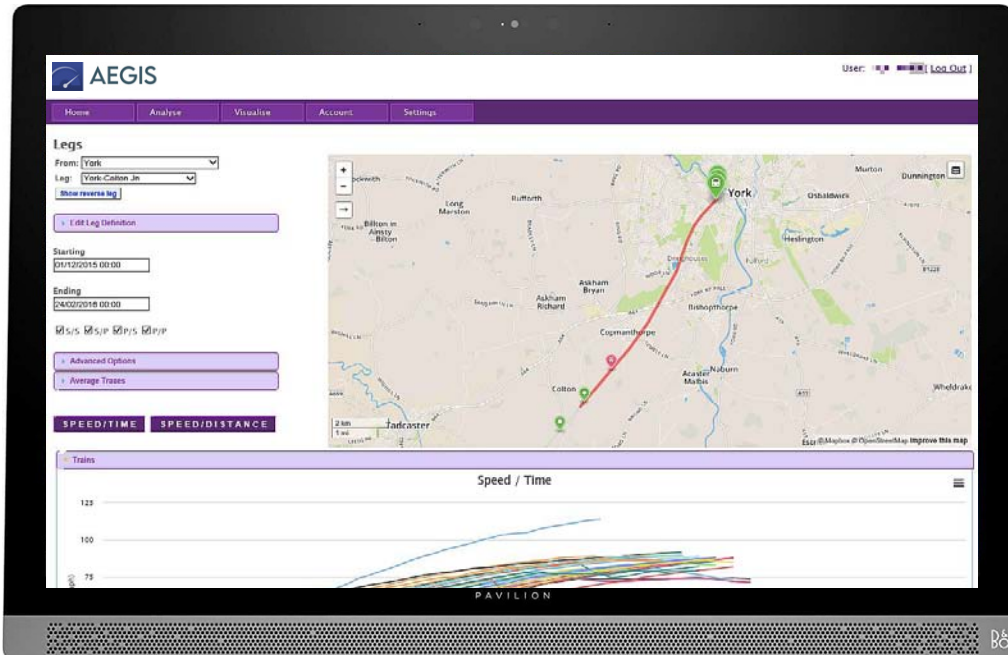 AEGIS
User: [ Log Out ]
Home Analyse Visualise Account Settings
Legs
From: York
Leg: York-Colton Jn
Show reverse leg
Edit Leg Definition
Starting
01/12/2015 00:00
Ending
24/02/2016 00:00
S/S S/P P/S P/P
Advanced Options
Average Traxes
SPEED/TIME SPEED/DISTANCE
+
−
→
Long
Marston
Rufforth
York
Osbaldwick
Murton
Dunnington
Bilton in
Ainsty
- Bilton
Heslington
Fulford
Askham
Bryan
Askham
Richard
Bishopthorpe
Copmanthorpe
Acaster
Malbis
Naburn
Colton
Wheldrake
Tadcaster
2 km
1 mi
Escr
© Mapbox © OpenStreetMap Improve this map
Trains
Speed / Time
125
100
75
PAVILION